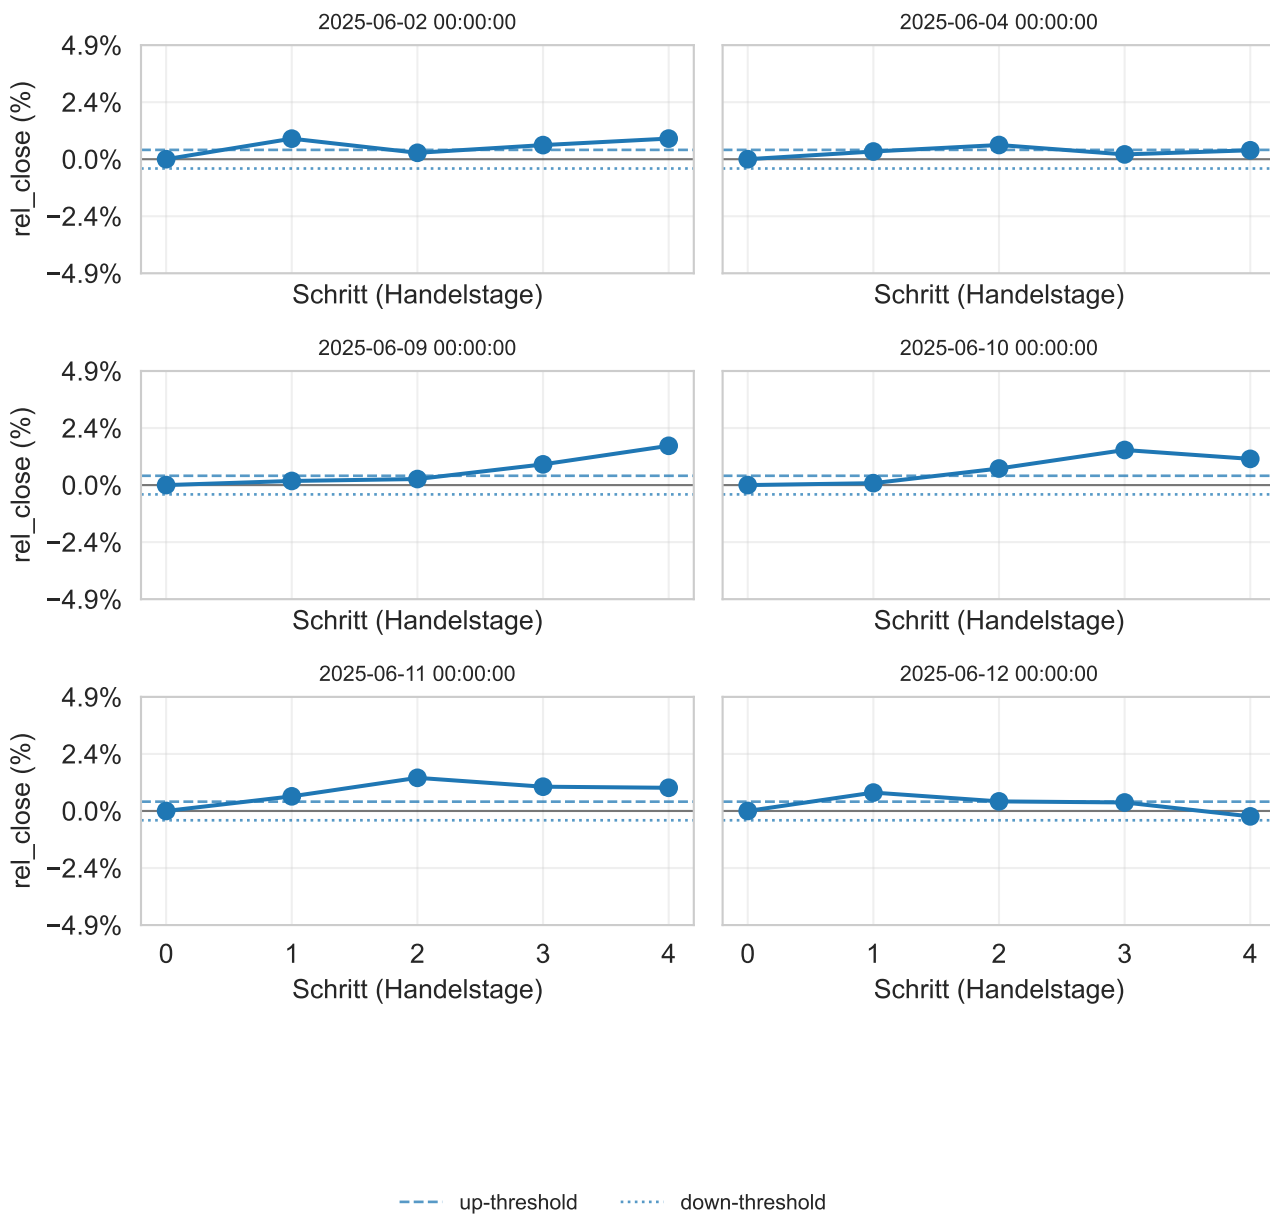 2025-06-02 00:00:00
2025-06-04 00:00:00
4.9%
2.4%
0.0%
−2.4%
−4.9%
rel_close (%)
Schritt (Handelstage)
Schritt (Handelstage)
2025-06-09 00:00:00
2025-06-10 00:00:00
4.9%
2.4%
0.0%
−2.4%
−4.9%
rel_close (%)
Schritt (Handelstage)
Schritt (Handelstage)
2025-06-11 00:00:00
2025-06-12 00:00:00
4.9%
2.4%
0.0%
−2.4%
−4.9%
rel_close (%)
0 1 2 3 4
0 1 2 3 4
Schritt (Handelstage)
Schritt (Handelstage)
up-threshold
down-threshold